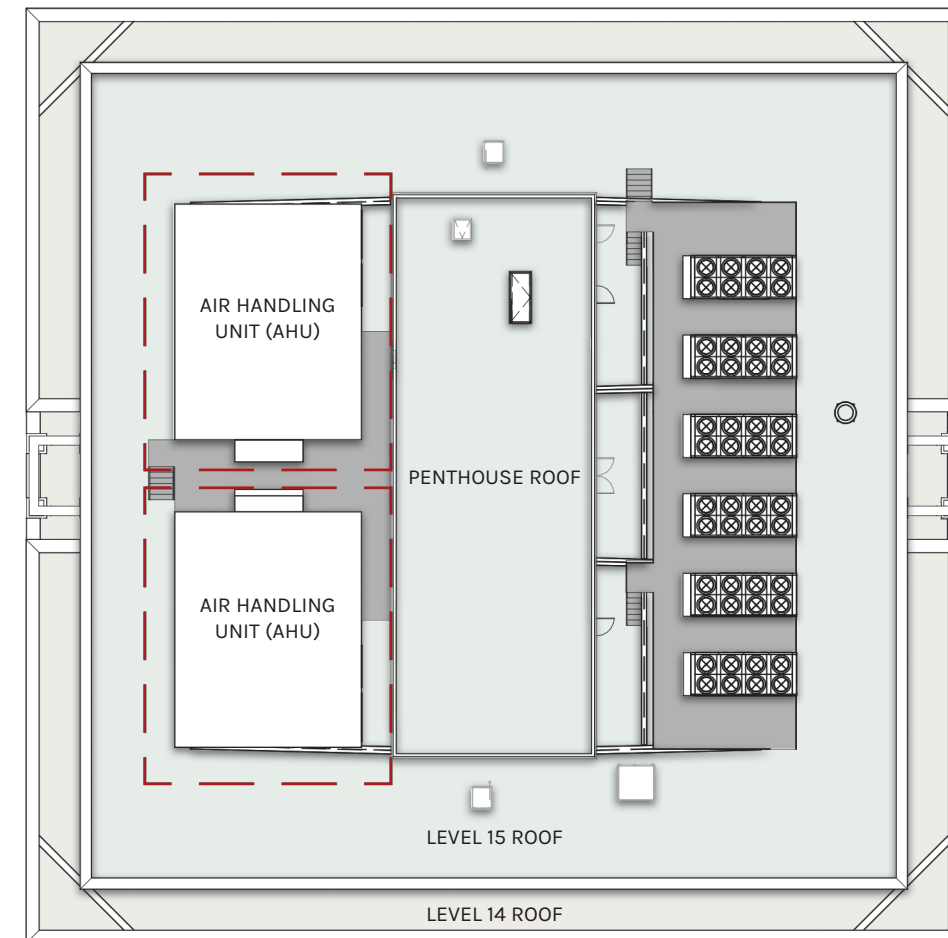 AIR HANDLING
UNIT (AHU)
PENTHOUSE ROOF
AIR HANDLING
UNIT (AHU)
LEVEL 15 ROOF
LEVEL 14 ROOF